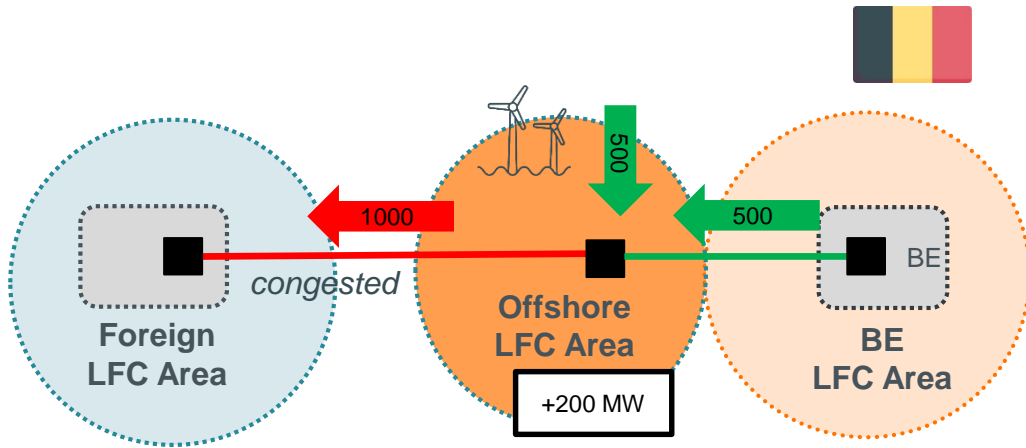 500
1000
500
BE
congested
Foreign
LFC Area
Offshore
LFC Area
BE
LFC Area
+200 MW